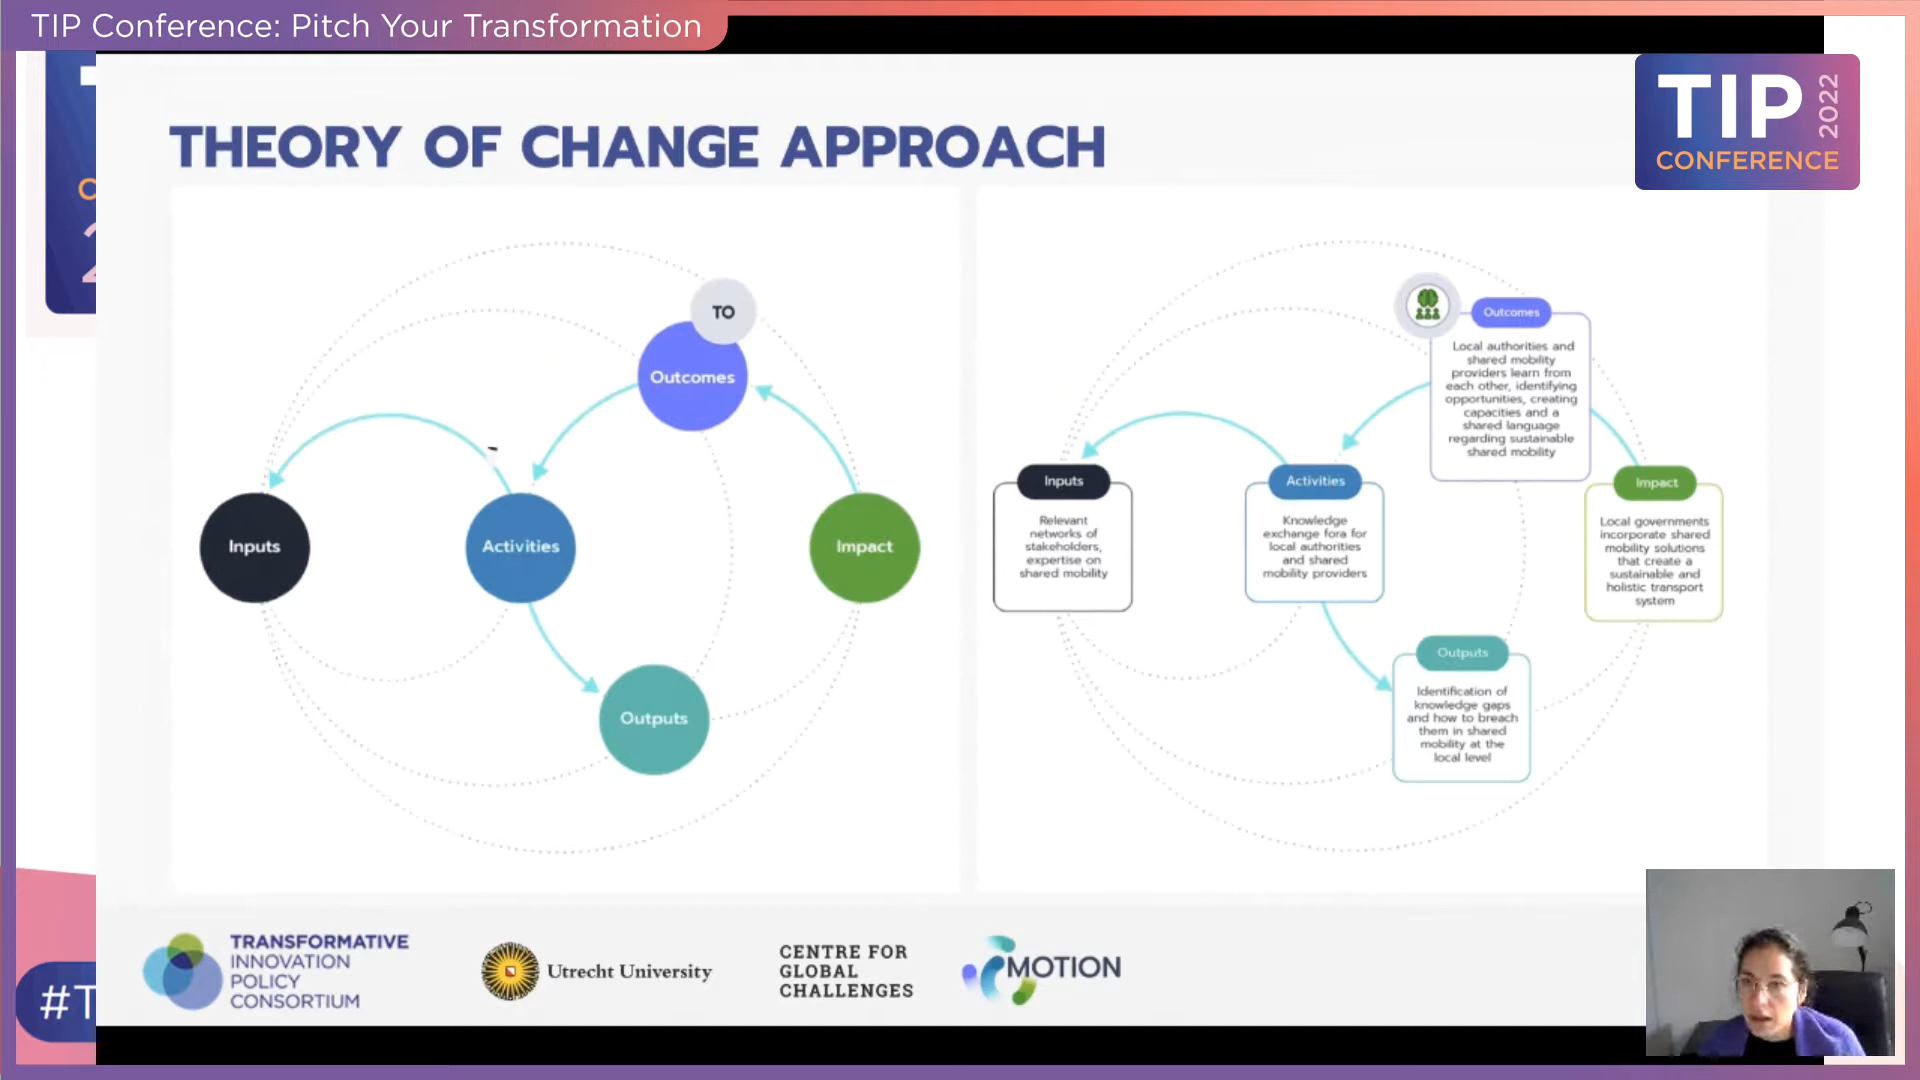 TIP Conference: Pitch Your Transformation
TIP 2022
CONFERENCE
THEORY OF CHANGE APPROACH
TO
Outcomes
Inputs
Activities
Impact
Outputs
Outcomes
Local authorities and
shared mobility
providers learn from
each other, identifying
opportunities, creating
capacities and a
shared language
regarding sustainable
shared mobility
Inputs
Relevant
networks of
stakeholders,
expertise on
shared mobility
Activities
Knowledge
exchange fora for
local authorities
and shared
mobility providers
Impact
Local governments
incorporate shared
mobility solutions
that create a
sustainable and
holistic transport
system
Outputs
Identification of
knowledge gaps
and how to breach
them in shared
mobility at the
local level
TRANSFORMATIVE
INNOVATION
POLICY
CONSORTIUM
Utrecht University
CENTRE FOR
GLOBAL
CHALLENGES
MOTION
#T